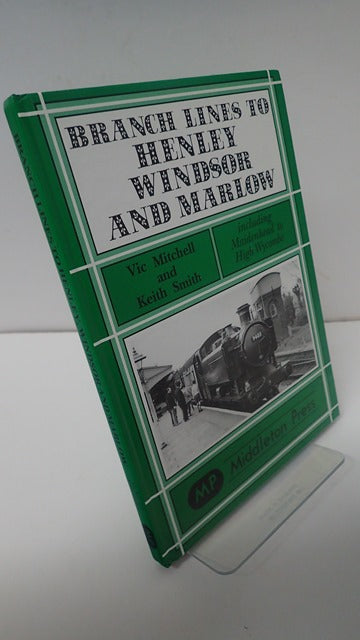 BRANCH LINES TO
HENLEY
WINDSOR
AND MARLOW
Vic Mitchell
and
Keith Smith
including
Maidenhead to
High Wycombe
MP
Middleton Press